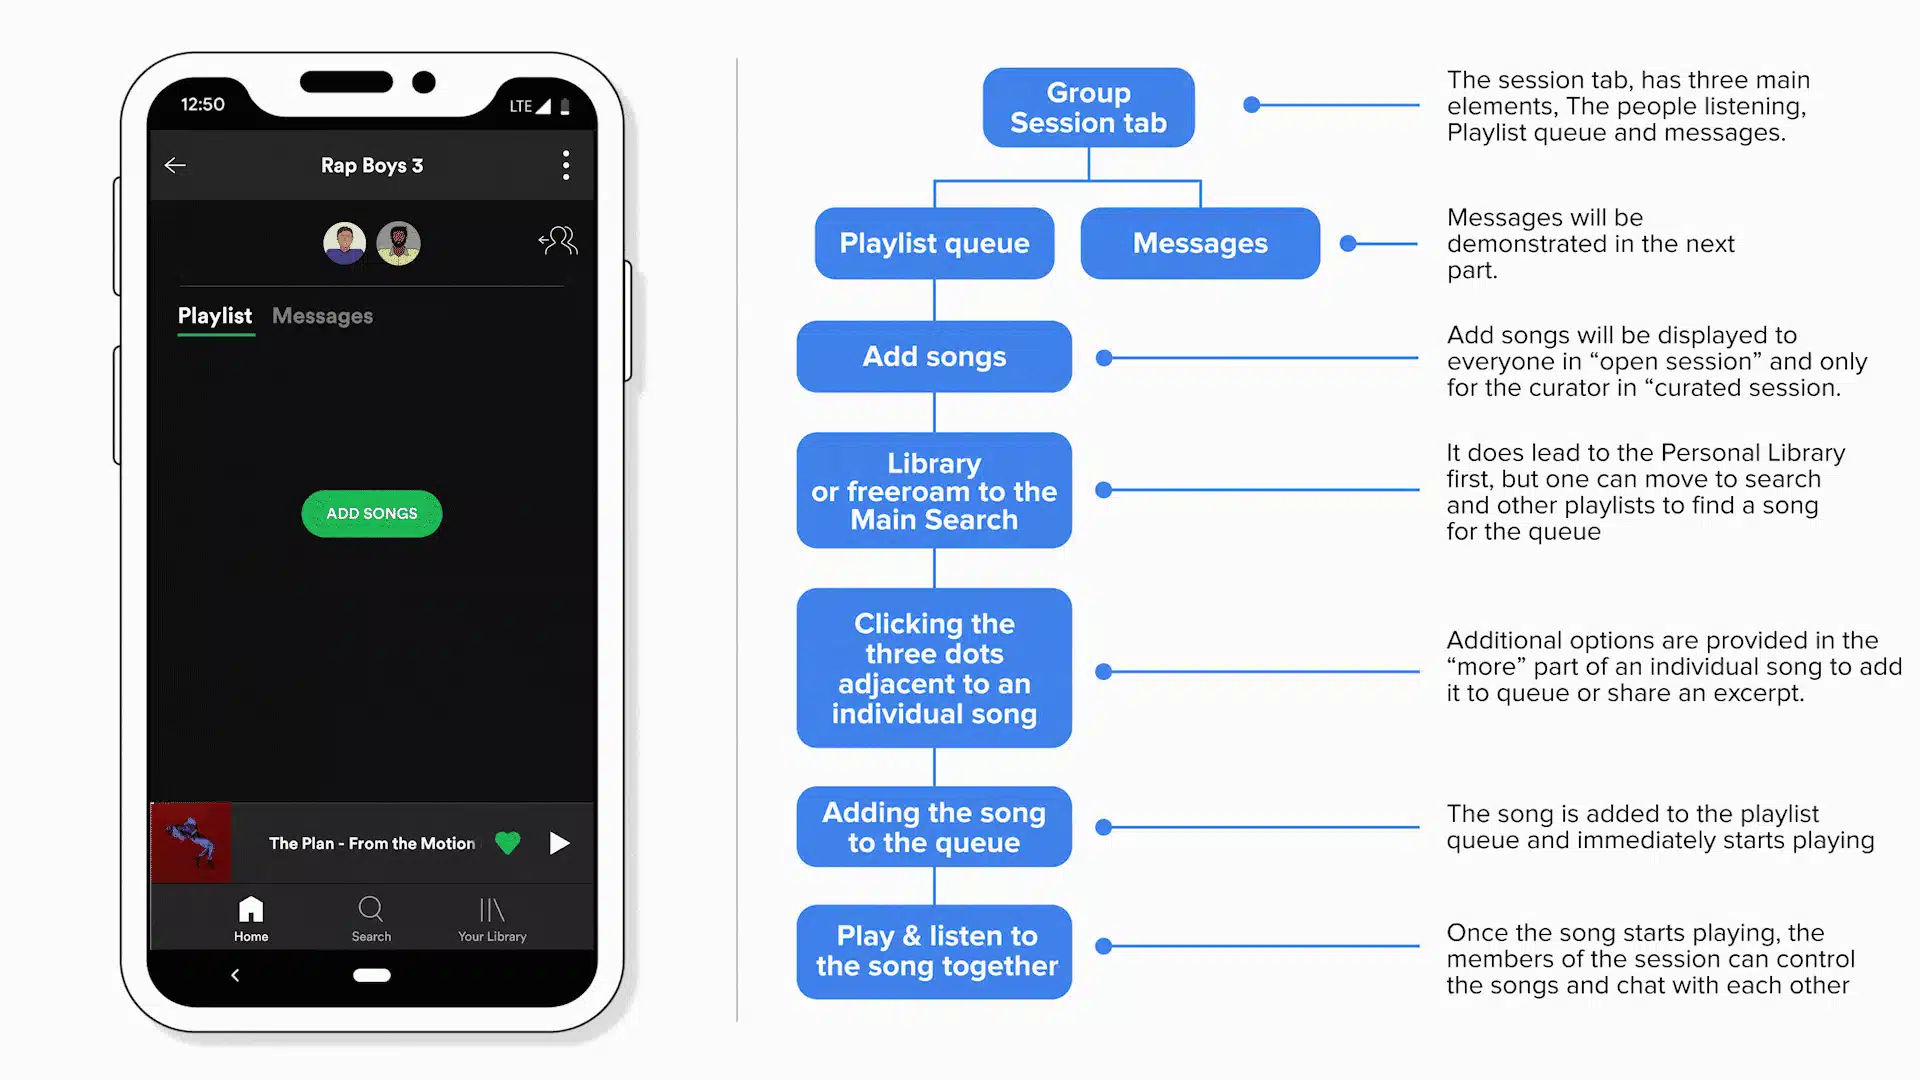 12:50
LTE
Rap Boys 3
Playlist
Messages
ADD SONGS
The Plan - From the Motion
Home
Search
Your Library
Group
Session tab
The session tab, has three main
elements, The people listening,
Playlist queue and messages.
Playlist queue
Messages
Messages will be
demonstrated in the next
part.
Add songs
Add songs will be displayed to
everyone in “open session” and only
for the curator in “curated session.
Library
or freeroam to the
Main Search
It does lead to the Personal Library
first, but one can move to search
and other playlists to find a song
for the queue
Clicking the
three dots
adjacent to an
individual song
Additional options are provided in the
“more” part of an individual song to add
it to queue or share an excerpt.
Adding the song
to the queue
The song is added to the playlist
queue and immediately starts playing
Play & listen to
the song together
Once the song starts playing, the
members of the session can control
the songs and chat with each other